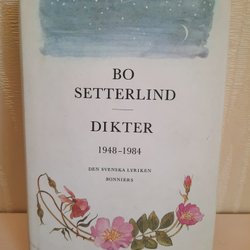 BO
SETTERLIND
DIKTER
1948–1984
DEN SVENSKA LYRIKEN
BONNIERS